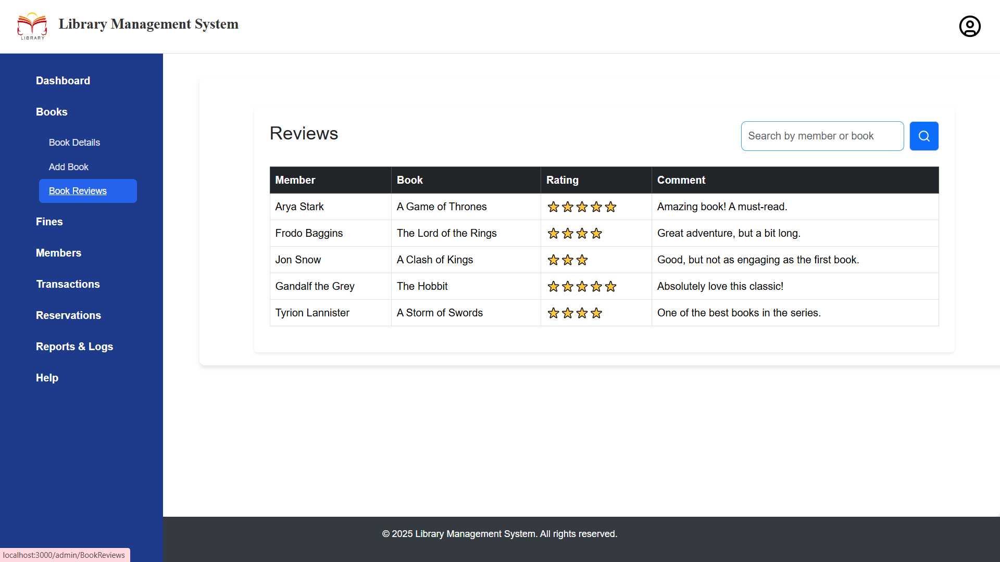 LIBRARY
Library Management System
Dashboard
Books
Book Details
Add Book
Book Reviews
Fines
Members
Transactions
Reservations
Reports & Logs
Help
Reviews
Search by member or book
Member Book Rating Comment
Arya Stark A Game of Thrones Amazing book! A must-read.
Frodo Baggins The Lord of the Rings Great adventure, but a bit long.
Jon Snow A Clash of Kings Good, but not as engaging as the first book.
Gandalf the Grey The Hobbit Absolutely love this classic!
Tyrion Lannister A Storm of Swords One of the best books in the series.
© 2025 Library Management System. All rights reserved.
localhost:3000/admin/BookReviews